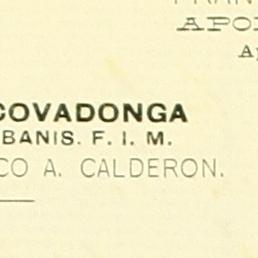 APO
COVADONGA
BANIS. F. I. M.
CO A. CALDERON.